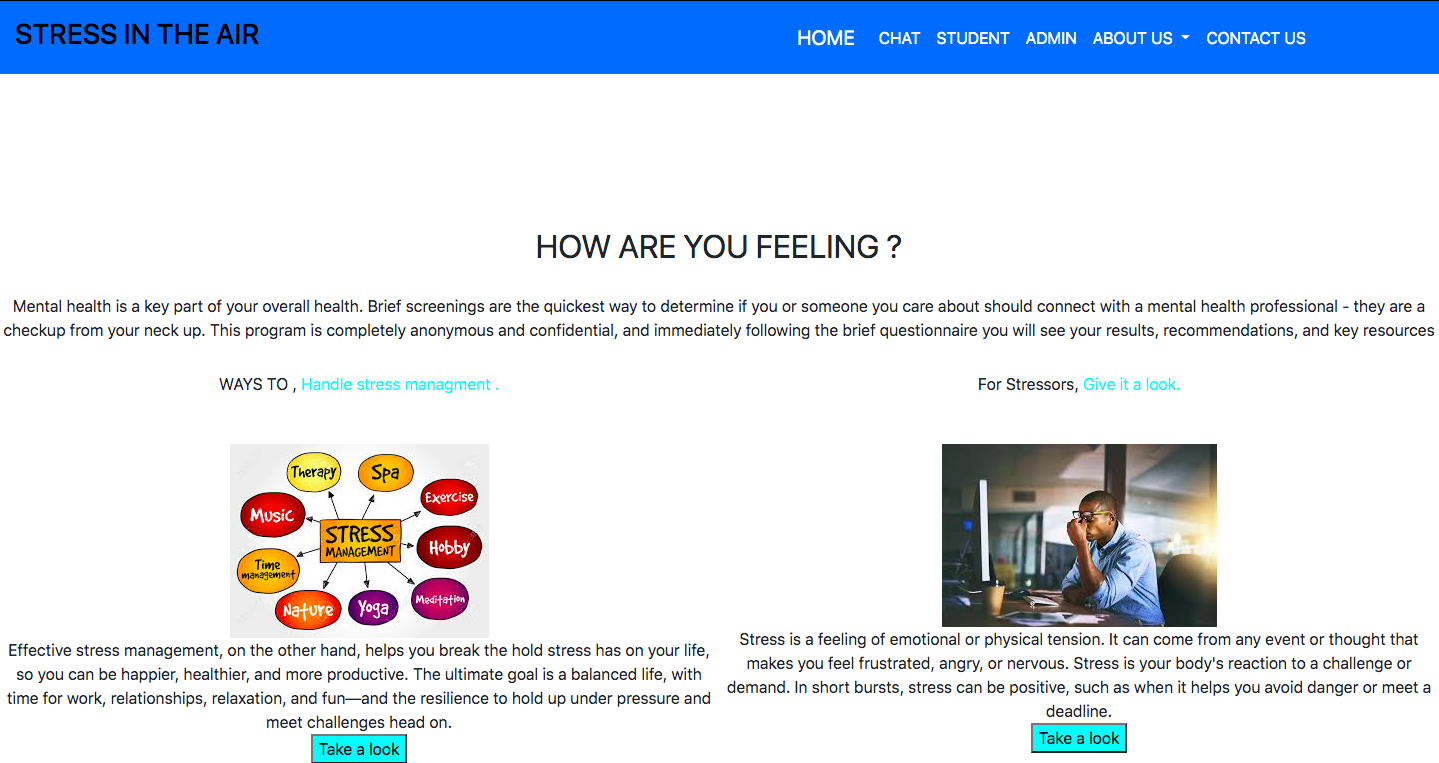 STRESS IN THE AIR
HOME CHAT STUDENT ADMIN ABOUT US CONTACT US
HOW ARE YOU FEELING ?
Mental health is a key part of your overall health. Brief screenings are the quickest way to determine if you or someone you care about should connect with a mental health professional - they are a
checkup from your neck up. This program is completely anonymous and confidential, and immediately following the brief questionnaire you will see your results, recommendations, and key resources
WAYS TO , Handle stress managment .
Therapy
Spa
Exercise
Music
STRESS
MANAGEMENT
Hobby
Time
management
Nature
Yoga
Meditation
Effective stress management, on the other hand, helps you break the hold stress has on your life,
so you can be happier, healthier, and more productive. The ultimate goal is a balanced life, with
time for work, relationships, relaxation, and fun—and the resilience to hold up under pressure and
meet challenges head on.
Take a look
For Stressors, Give it a look.
Stress is a feeling of emotional or physical tension. It can come from any event or thought that
makes you feel frustrated, angry, or nervous. Stress is your body's reaction to a challenge or
demand. In short bursts, stress can be positive, such as when it helps you avoid danger or meet a
deadline.
Take a look